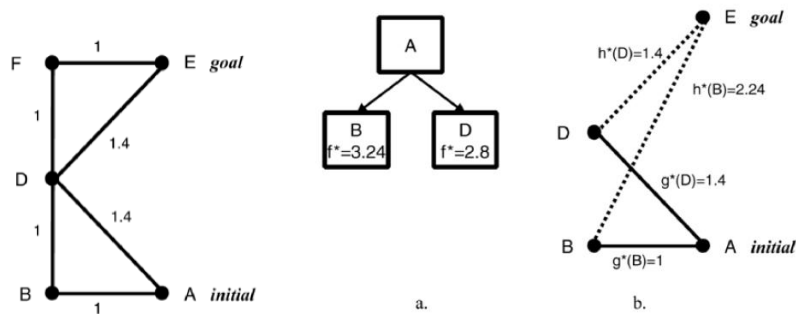 1
F
E goal
1
1.4
D
1.4
1
B
A initial
1
A
B
f*=3.24
D
f*=2.8
a.
E goal
h*(D)=1.4
h*(B)=2.24
D
g*(D)=1.4
B
A initial
g*(B)=1
b.